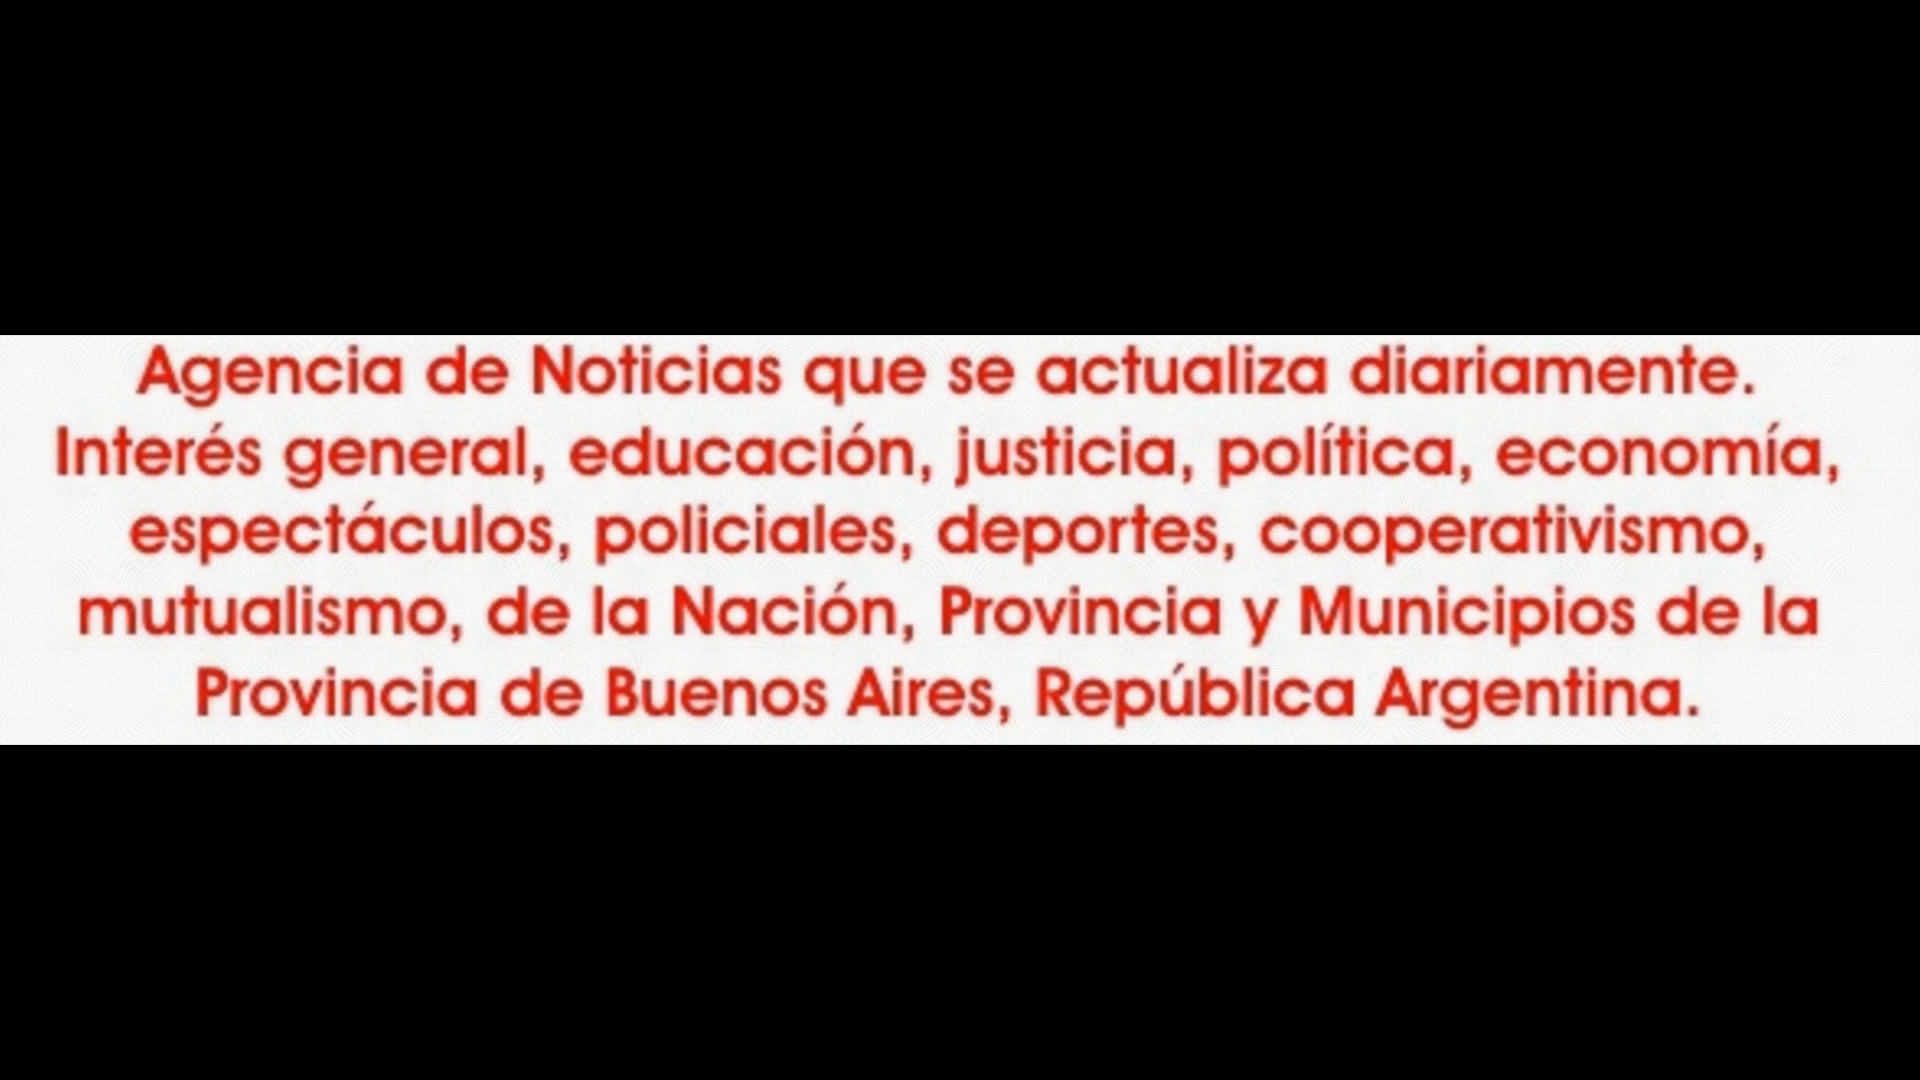 Agencia de Noticias que se actualiza diariamente.
Interés general, educación, justicia, política, economía,
espectáculos, policiales, deportes, cooperativismo,
mutualismo, de la Nación, Provincia y Municipios de la
Provincia de Buenos Aires, República Argentina.